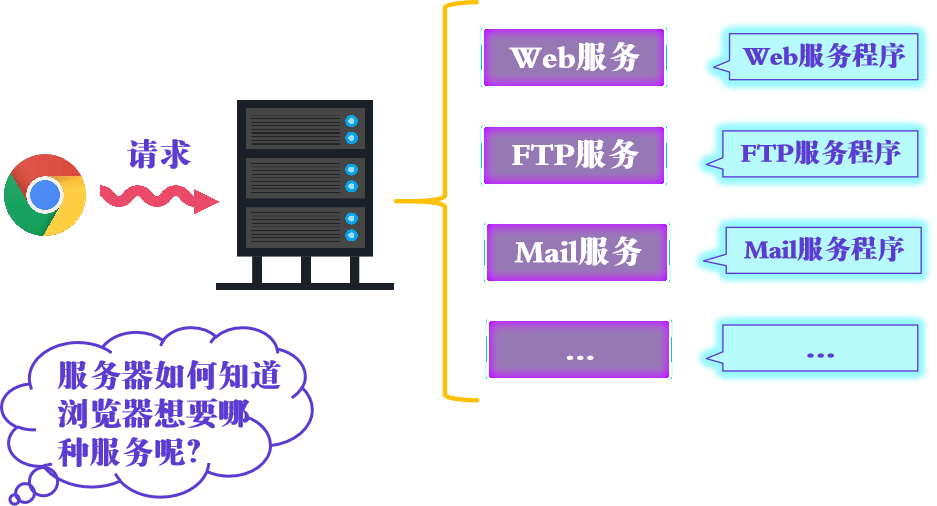 Web服务
Web服务程序
请求
FTP服务
FTP服务程序
Mail服务
Mail服务程序
...
...
服务器如何知道
浏览器想要哪
种服务呢？